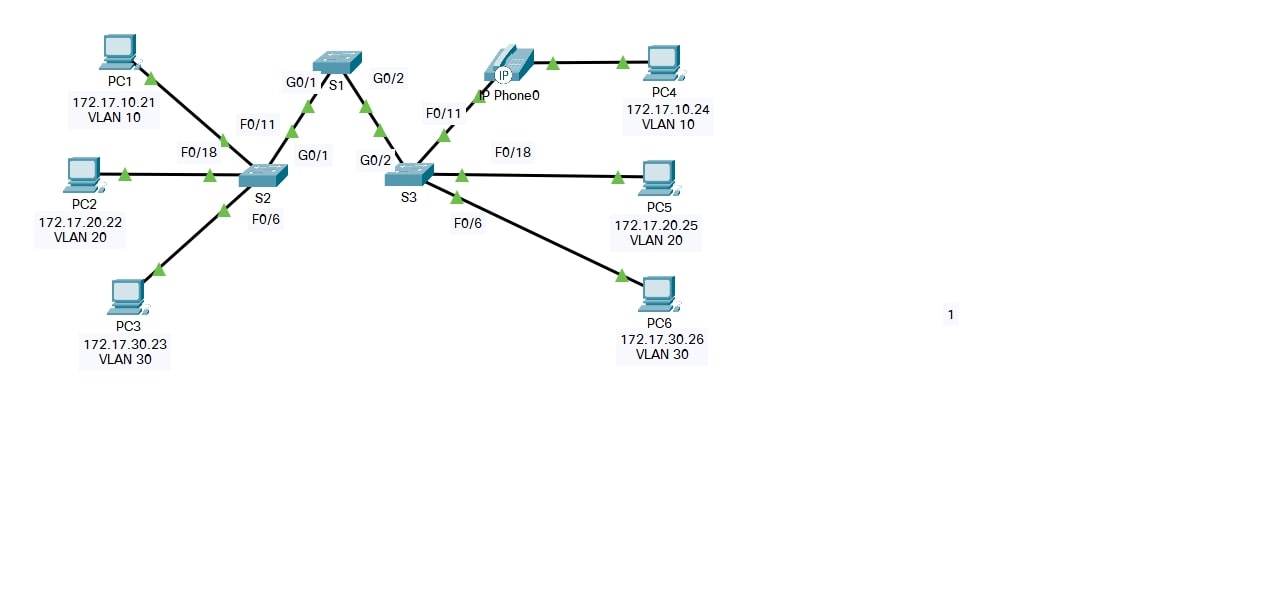 PC1
172.17.10.21
VLAN 10
F0/11
F0/18
PC2
172.17.20.22
VLAN 20
S2
F0/6
PC3
172.17.30.23
VLAN 30
G0/1
S1
G0/2
G0/1
G0/2
S3
F0/11
IP
IP Phone0
PC4
172.17.10.24
VLAN 10
F0/18
PC5
172.17.20.25
VLAN 20
F0/6
PC6
172.17.30.26
VLAN 30
1